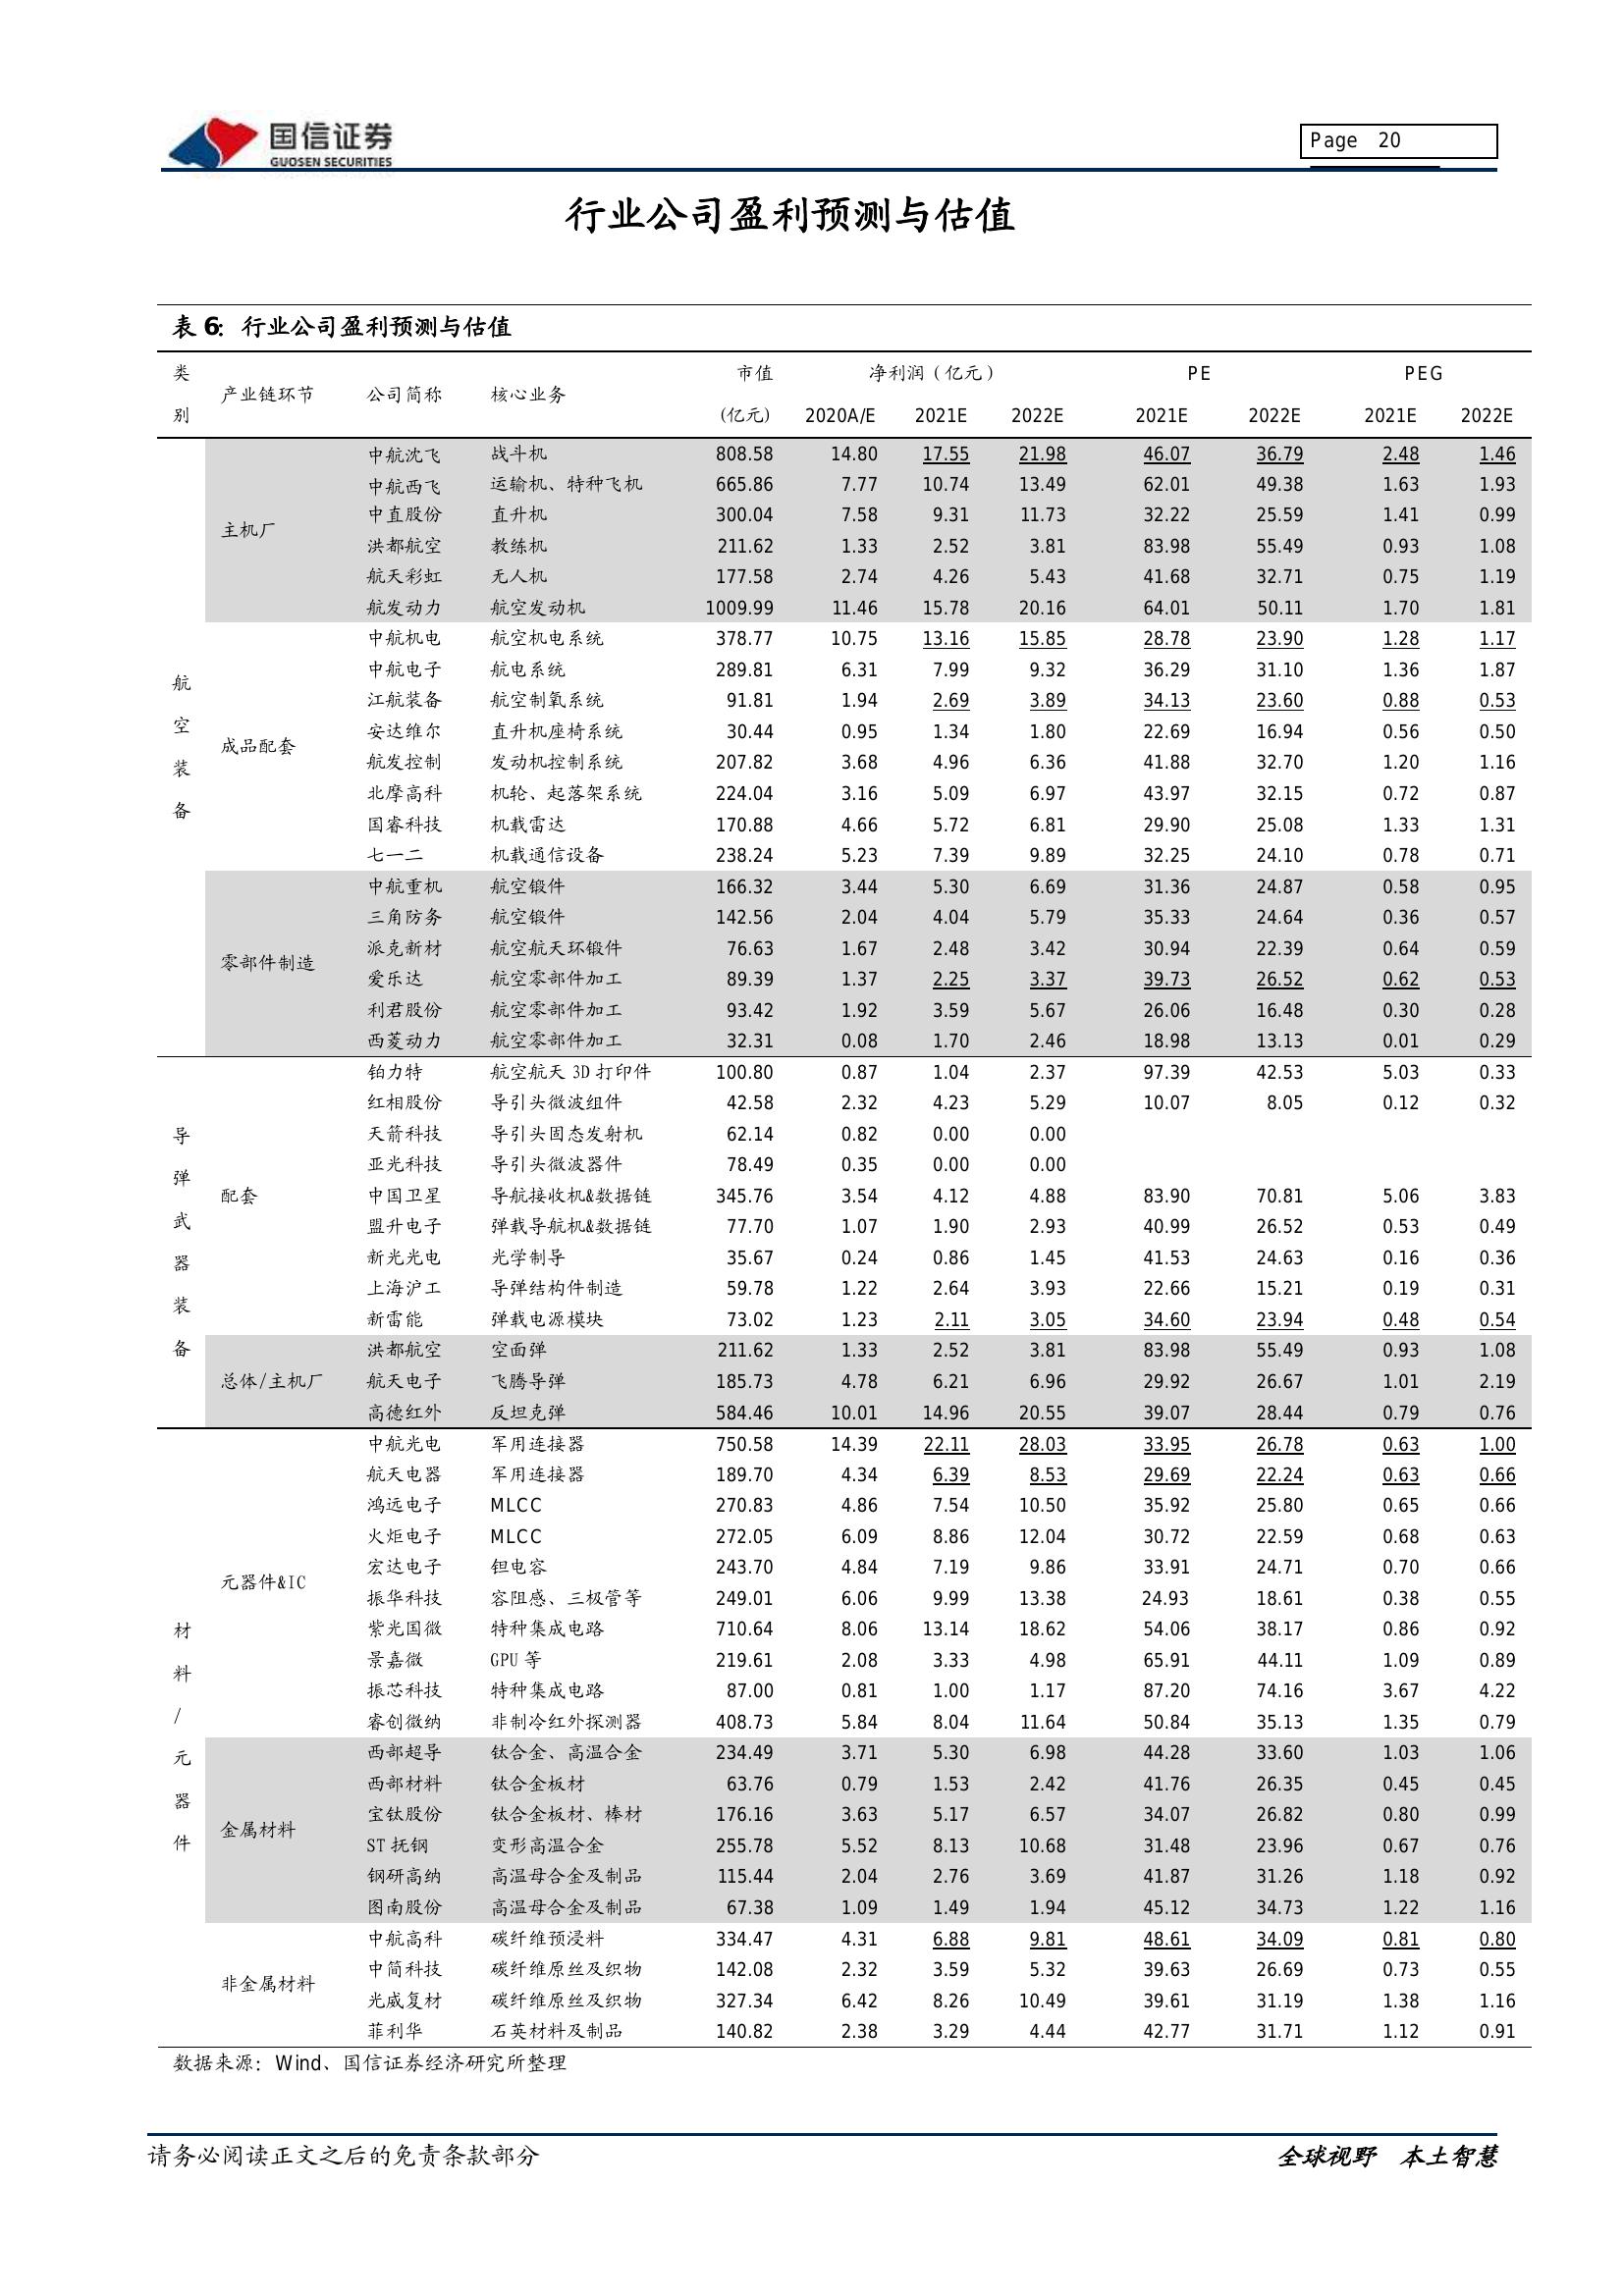 国信证券
GUOSEN SECURITIES
Page 20
行业公司盈利预测与估值
表 6：行业公司盈利预测与估值
类别 产业链环节 公司简称 核心业务 市值(亿元) 净利润（亿元） PE PEG
2020A/E 2021E 2022E 2021E 2022E 2021E 2022E
航空装备
主机厂
中航沈飞 战斗机 808.58 14.80 17.55 21.98 46.07 36.79 2.48 1.46
中航西飞 运输机、特种飞机 665.86 7.77 10.74 13.49 62.01 49.38 1.63 1.93
中直股份 直升机 300.04 7.58 9.31 11.73 32.22 25.59 1.41 0.99
洪都航空 教练机 211.62 1.33 2.52 3.81 83.98 55.49 0.93 1.08
航天彩虹 无人机 177.58 2.74 4.26 5.43 41.68 32.71 0.75 1.19
航发动力 航空发动机 1009.99 11.46 15.78 20.16 64.01 50.11 1.70 1.81
成品配套
中航机电 航空机电系统 378.77 10.75 13.16 15.85 28.78 23.90 1.28 1.17
中航电子 航电系统 289.81 6.31 7.99 9.32 36.29 31.10 1.36 1.87
江航装备 航空制氧系统 91.81 1.94 2.69 3.89 34.13 23.60 0.88 0.53
安达维尔 直升机座椅系统 30.44 0.95 1.34 1.80 22.69 16.94 0.56 0.50
航发控制 发动机控制系统 207.82 3.68 4.96 6.36 41.88 32.70 1.20 1.16
北摩高科 机轮、起落架系统 224.04 3.16 5.09 6.97 43.97 32.15 0.72 0.87
国睿科技 机载雷达 170.88 4.66 5.72 6.81 29.90 25.08 1.33 1.31
七一二 机载通信设备 238.24 5.23 7.39 9.89 32.25 24.10 0.78 0.71
零部件制造
中航重机 航空锻件 166.32 3.44 5.30 6.69 31.36 24.87 0.58 0.95
三角防务 航空锻件 142.56 2.04 4.04 5.79 35.33 24.64 0.36 0.57
派克新材 航空航天环锻件 76.63 1.67 2.48 3.42 30.94 22.39 0.64 0.59
爱乐达 航空零部件加工 89.39 1.37 2.25 3.37 39.73 26.52 0.62 0.53
利君股份 航空零部件加工 93.42 1.92 3.59 5.67 26.06 16.48 0.30 0.28
西菱动力 航空零部件加工 32.31 0.08 1.70 2.46 18.98 13.13 0.01 0.29
导弹武器装备
配套
铂力特 航空航天 3D 打印件 100.80 0.87 1.04 2.37 97.39 42.53 5.03 0.33
红相股份 导引头微波组件 42.58 2.32 4.23 5.29 10.07 8.05 0.12 0.32
天箭科技 导引头固态发射机 62.14 0.82 0.00 0.00
亚光科技 导引头微波器件 78.49 0.35 0.00 0.00
中国卫星 导航接收机&数据链 345.76 3.54 4.12 4.88 83.90 70.81 5.06 3.83
盟升电子 弹载导航机&数据链 77.70 1.07 1.90 2.93 40.99 26.52 0.53 0.49
新光光电 光学制导 35.67 0.24 0.86 1.45 41.53 24.63 0.16 0.36
上海沪工 导弹结构件制造 59.78 1.22 2.64 3.93 22.66 15.21 0.19 0.31
新雷能 弹载电源模块 73.02 1.23 2.11 3.05 34.60 23.94 0.48 0.54
总体/主机厂
洪都航空 空面弹 211.62 1.33 2.52 3.81 83.98 55.49 0.93 1.08
航天电子 飞腾导弹 185.73 4.78 6.21 6.96 29.92 26.67 1.01 2.19
高德红外 反坦克弹 584.46 10.01 14.96 20.55 39.07 28.44 0.79 0.76
材料/元器件
元器件&IC
中航光电 军用连接器 750.58 14.39 22.11 28.03 33.95 26.78 0.63 1.00
航天电器 军用连接器 189.70 4.34 6.39 8.53 29.69 22.24 0.63 0.66
鸿远电子 MLCC 270.83 4.86 7.54 10.50 35.92 25.80 0.65 0.66
火炬电子 MLCC 272.05 6.09 8.86 12.04 30.72 22.59 0.68 0.63
宏达电子 钽电容 243.70 4.84 7.19 9.86 33.91 24.71 0.70 0.66
振华科技 容阻感、三极管等 249.01 6.06 9.99 13.38 24.93 18.61 0.38 0.55
紫光国微 特种集成电路 710.64 8.06 13.14 18.62 54.06 38.17 0.86 0.92
景嘉微 GPU 等 219.61 2.08 3.33 4.98 65.91 44.11 1.09 0.89
振芯科技 特种集成电路 87.00 0.81 1.00 1.17 87.20 74.16 3.67 4.22
睿创微纳 非制冷红外探测器 408.73 5.84 8.04 11.64 50.84 35.13 1.35 0.79
金属材料
西部超导 钛合金、高温合金 234.49 3.71 5.30 6.98 44.28 33.60 1.03 1.06
西部材料 钛合金板材 63.76 0.79 1.53 2.42 41.76 26.35 0.45 0.45
宝钛股份 钛合金板材、棒材 176.16 3.63 5.17 6.57 34.07 26.82 0.80 0.99
ST 抚钢 变形高温合金 255.78 5.52 8.13 10.68 31.48 23.96 0.67 0.76
钢研高纳 高温母合金及制品 115.44 2.04 2.76 3.69 41.87 31.26 1.18 0.92
图南股份 高温母合金及制品 67.38 1.09 1.49 1.94 45.12 34.73 1.22 1.16
非金属材料
中航高科 碳纤维预浸料 334.47 4.31 6.88 9.81 48.61 34.09 0.81 0.80
中简科技 碳纤维原丝及织物 142.08 2.32 3.59 5.32 39.63 26.69 0.73 0.55
光威复材 碳纤维原丝及织物 327.34 6.42 8.26 10.49 39.61 31.19 1.38 1.16
菲利华 石英材料及制品 140.82 2.38 3.29 4.44 42.77 31.71 1.12 0.91
数据来源：Wind、国信证券经济研究所整理
请务必阅读正文之后的免责条款部分
全球视野 本土智慧